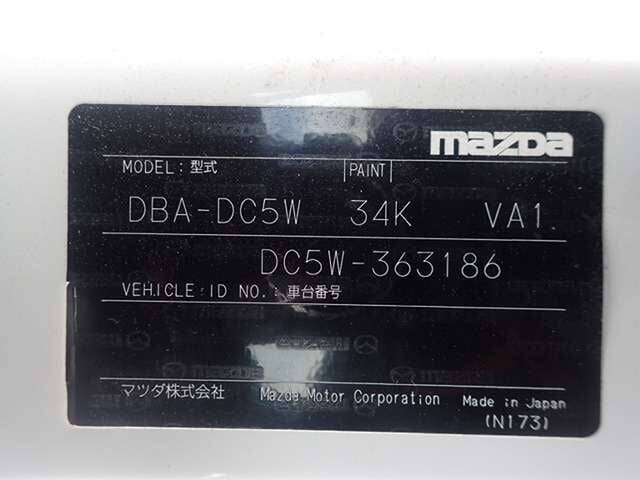 mazda
MODEL:型式 PAINT
DBA-DC5W 34K VA1
DC5W-363186
VEHICLE ID NO.:車台番号
マツダ株式会社 Mazda Motor Corporation Made in Japan
(N173)